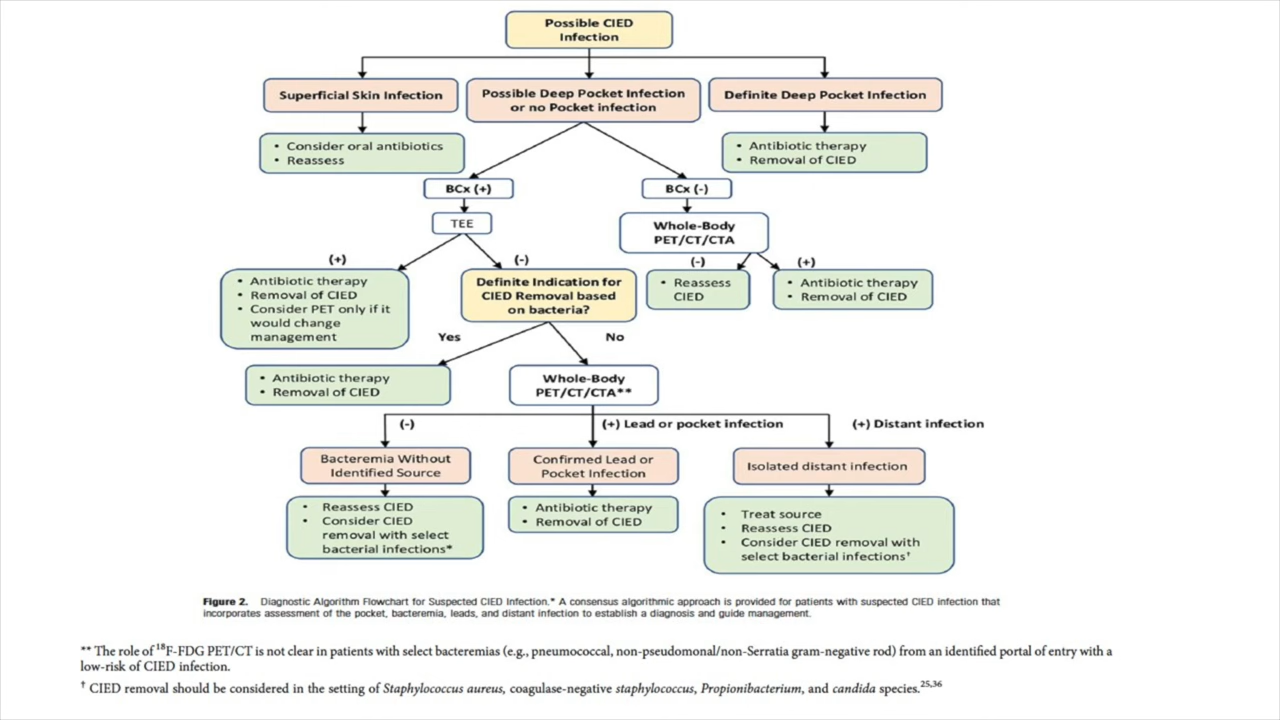 Possible CIED
Infection
Superficial Skin Infection
Possible Deep Pocket Infection
or no Pocket infection
Definite Deep Pocket Infection
• Consider oral antibiotics
• Reassess
• Antibiotic therapy
• Removal of CIED
BCx (+)
BCx (-)
TEE
Whole-Body
PET/CT/CTA
(+)
(-)
(-)
(+)
• Antibiotic therapy
• Removal of CIED
• Consider PET only if it
would change
management
Definite Indication for
CIED Removal based
on bacteria?
• Reassess
CIED
• Antibiotic therapy
• Removal of CIED
Yes
No
• Antibiotic therapy
• Removal of CIED
Whole-Body
PET/CT/CTA**
(-)
(+) Lead or pocket infection
(+) Distant infection
Bacteremia Without
Identified Source
Confirmed Lead or
Pocket Infection
Isolated distant infection
• Reassess CIED
• Consider CIED
removal with select
bacterial infections*
• Antibiotic therapy
• Removal of CIED
• Treat source
• Reassess CIED
• Consider CIED removal with
select bacterial infections†
Figure 2. Diagnostic Algorithm Flowchart for Suspected CIED Infection.* A consensus algorithmic approach is provided for patients with suspected CIED infection that
incorporates assessment of the pocket, bacteremia, leads, and distant infection to establish a diagnosis and guide management.
** The role of 18F-FDG PET/CT is not clear in patients with select bacteremias (e.g., pneumococcal, non-pseudomonal/non-Serratia gram-negative rod) from an identified portal of entry with a
low-risk of CIED infection.
† CIED removal should be considered in the setting of Staphylococcus aureus, coagulase-negative staphylococcus, Propionibacterium, and candida species.25,36